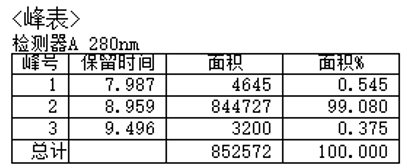 <峰表>
检测器A 280nm
峰号 保留时间 面积 面积%
1 7.987 4645 0.545
2 8.959 844727 99.080
3 9.496 3200 0.375
总计 852572 100.000